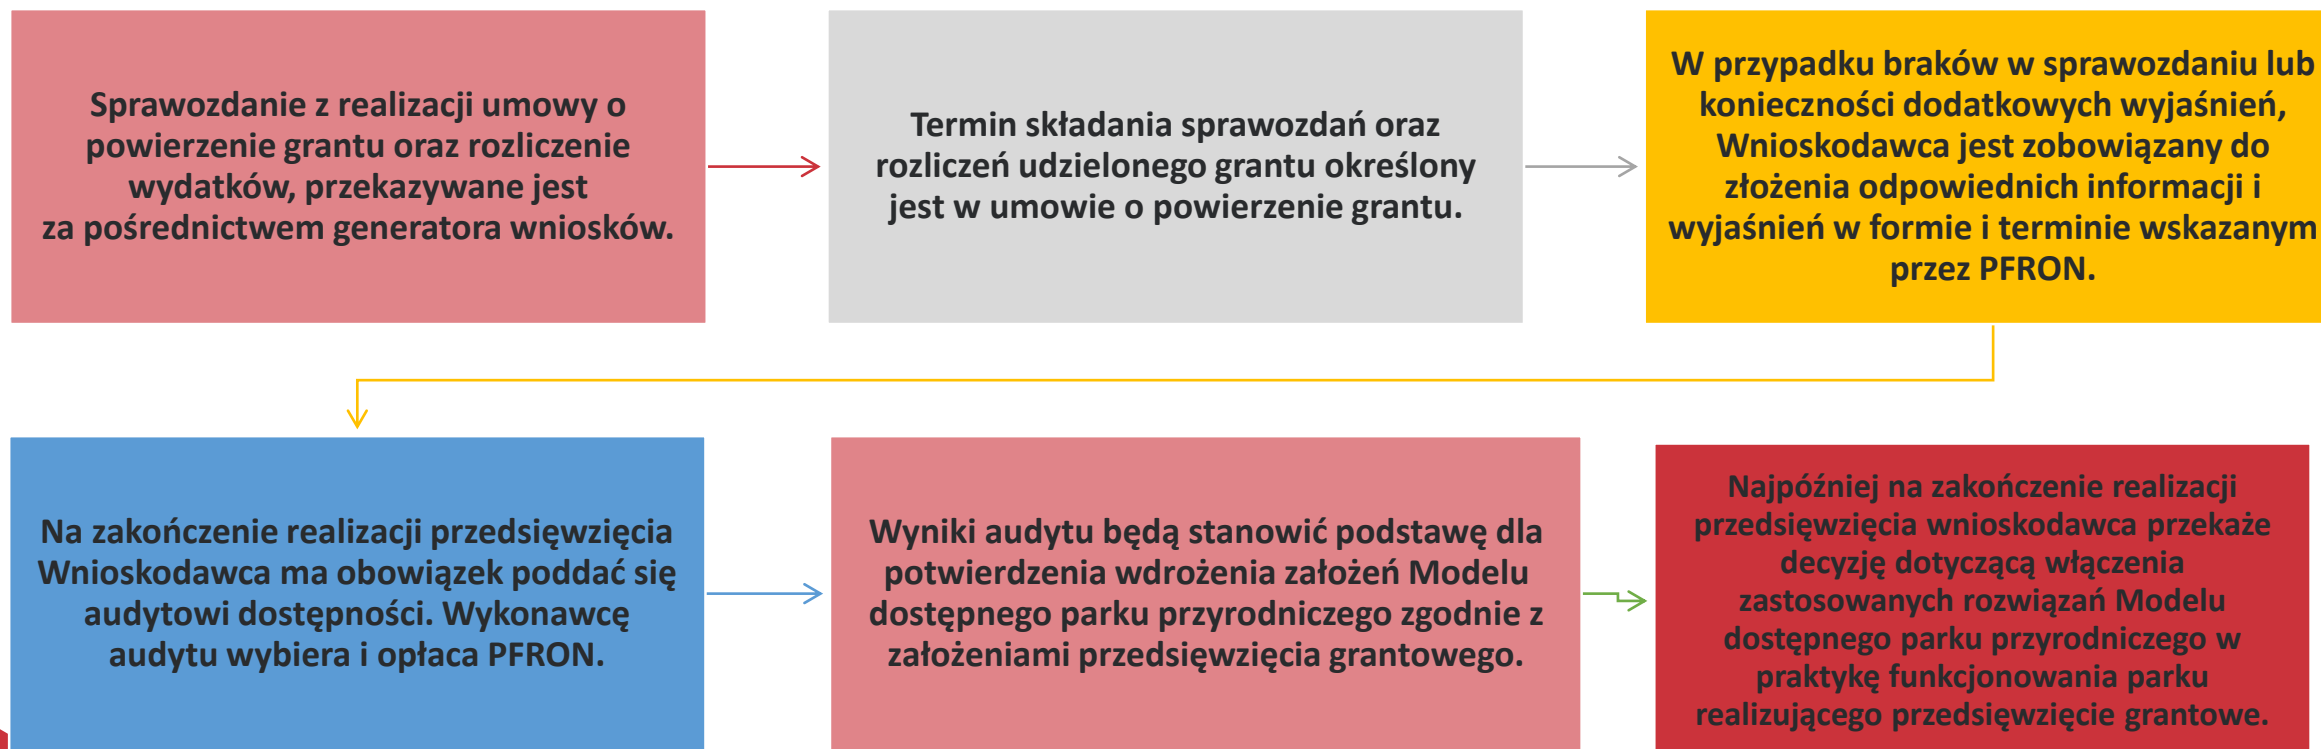 Sprawozdanie z realizacji umowy o
powierzenie grantu oraz rozliczenie
wydatków, przekazywane jest
za pośrednictwem generatora wniosków.
Termin składania sprawozdań oraz
rozliczeń udzielonego grantu określony
jest w umowie o powierzenie grantu.
W przypadku braków w sprawozdaniu lub
konieczności dodatkowych wyjaśnień,
Wnioskodawca jest zobowiązany do
złożenia odpowiednich informacji i
wyjaśnień w formie i terminie wskazanym
przez PFRON.
Na zakończenie realizacji przedsięwzięcia
Wnioskodawca ma obowiązek poddać się
audytowi dostępności. Wykonawcę
audytu wybiera i opłaca PFRON.
Wyniki audytu będą stanowić podstawę dla
potwierdzenia wdrożenia założeń Modelu
dostępnego parku przyrodniczego zgodnie z
założeniami przedsięwzięcia grantowego.
Najpóźniej na zakończenie realizacji
przedsięwzięcia wnioskodawca przekaże
decyzję dotyczącą włączenia
zastosowanych rozwiązań Modelu
dostępnego parku przyrodniczego w
praktykę funkcjonowania parku
realizującego przedsięwzięcie grantowe.